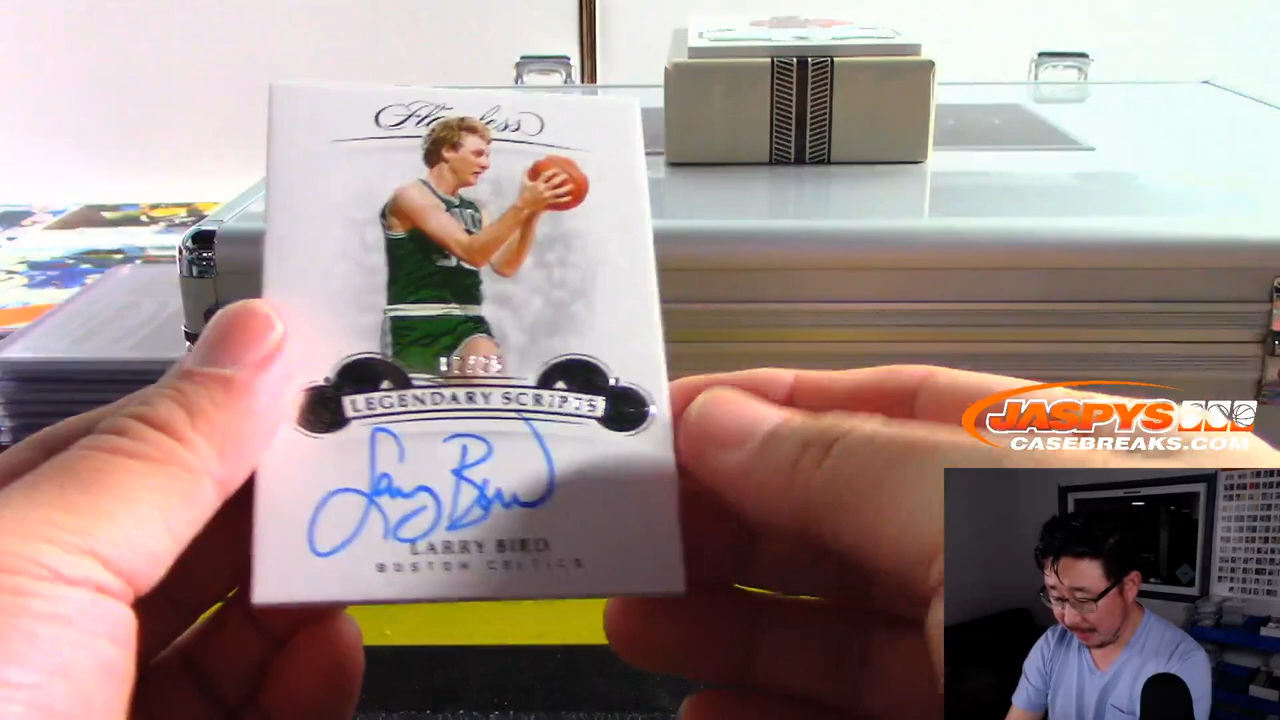 Flawless
LEGENDARY SCRIPTS
Larry Bird
LARRY BIRD
BOSTON CELTICS
JASPYS
CASEBREAKS.COM